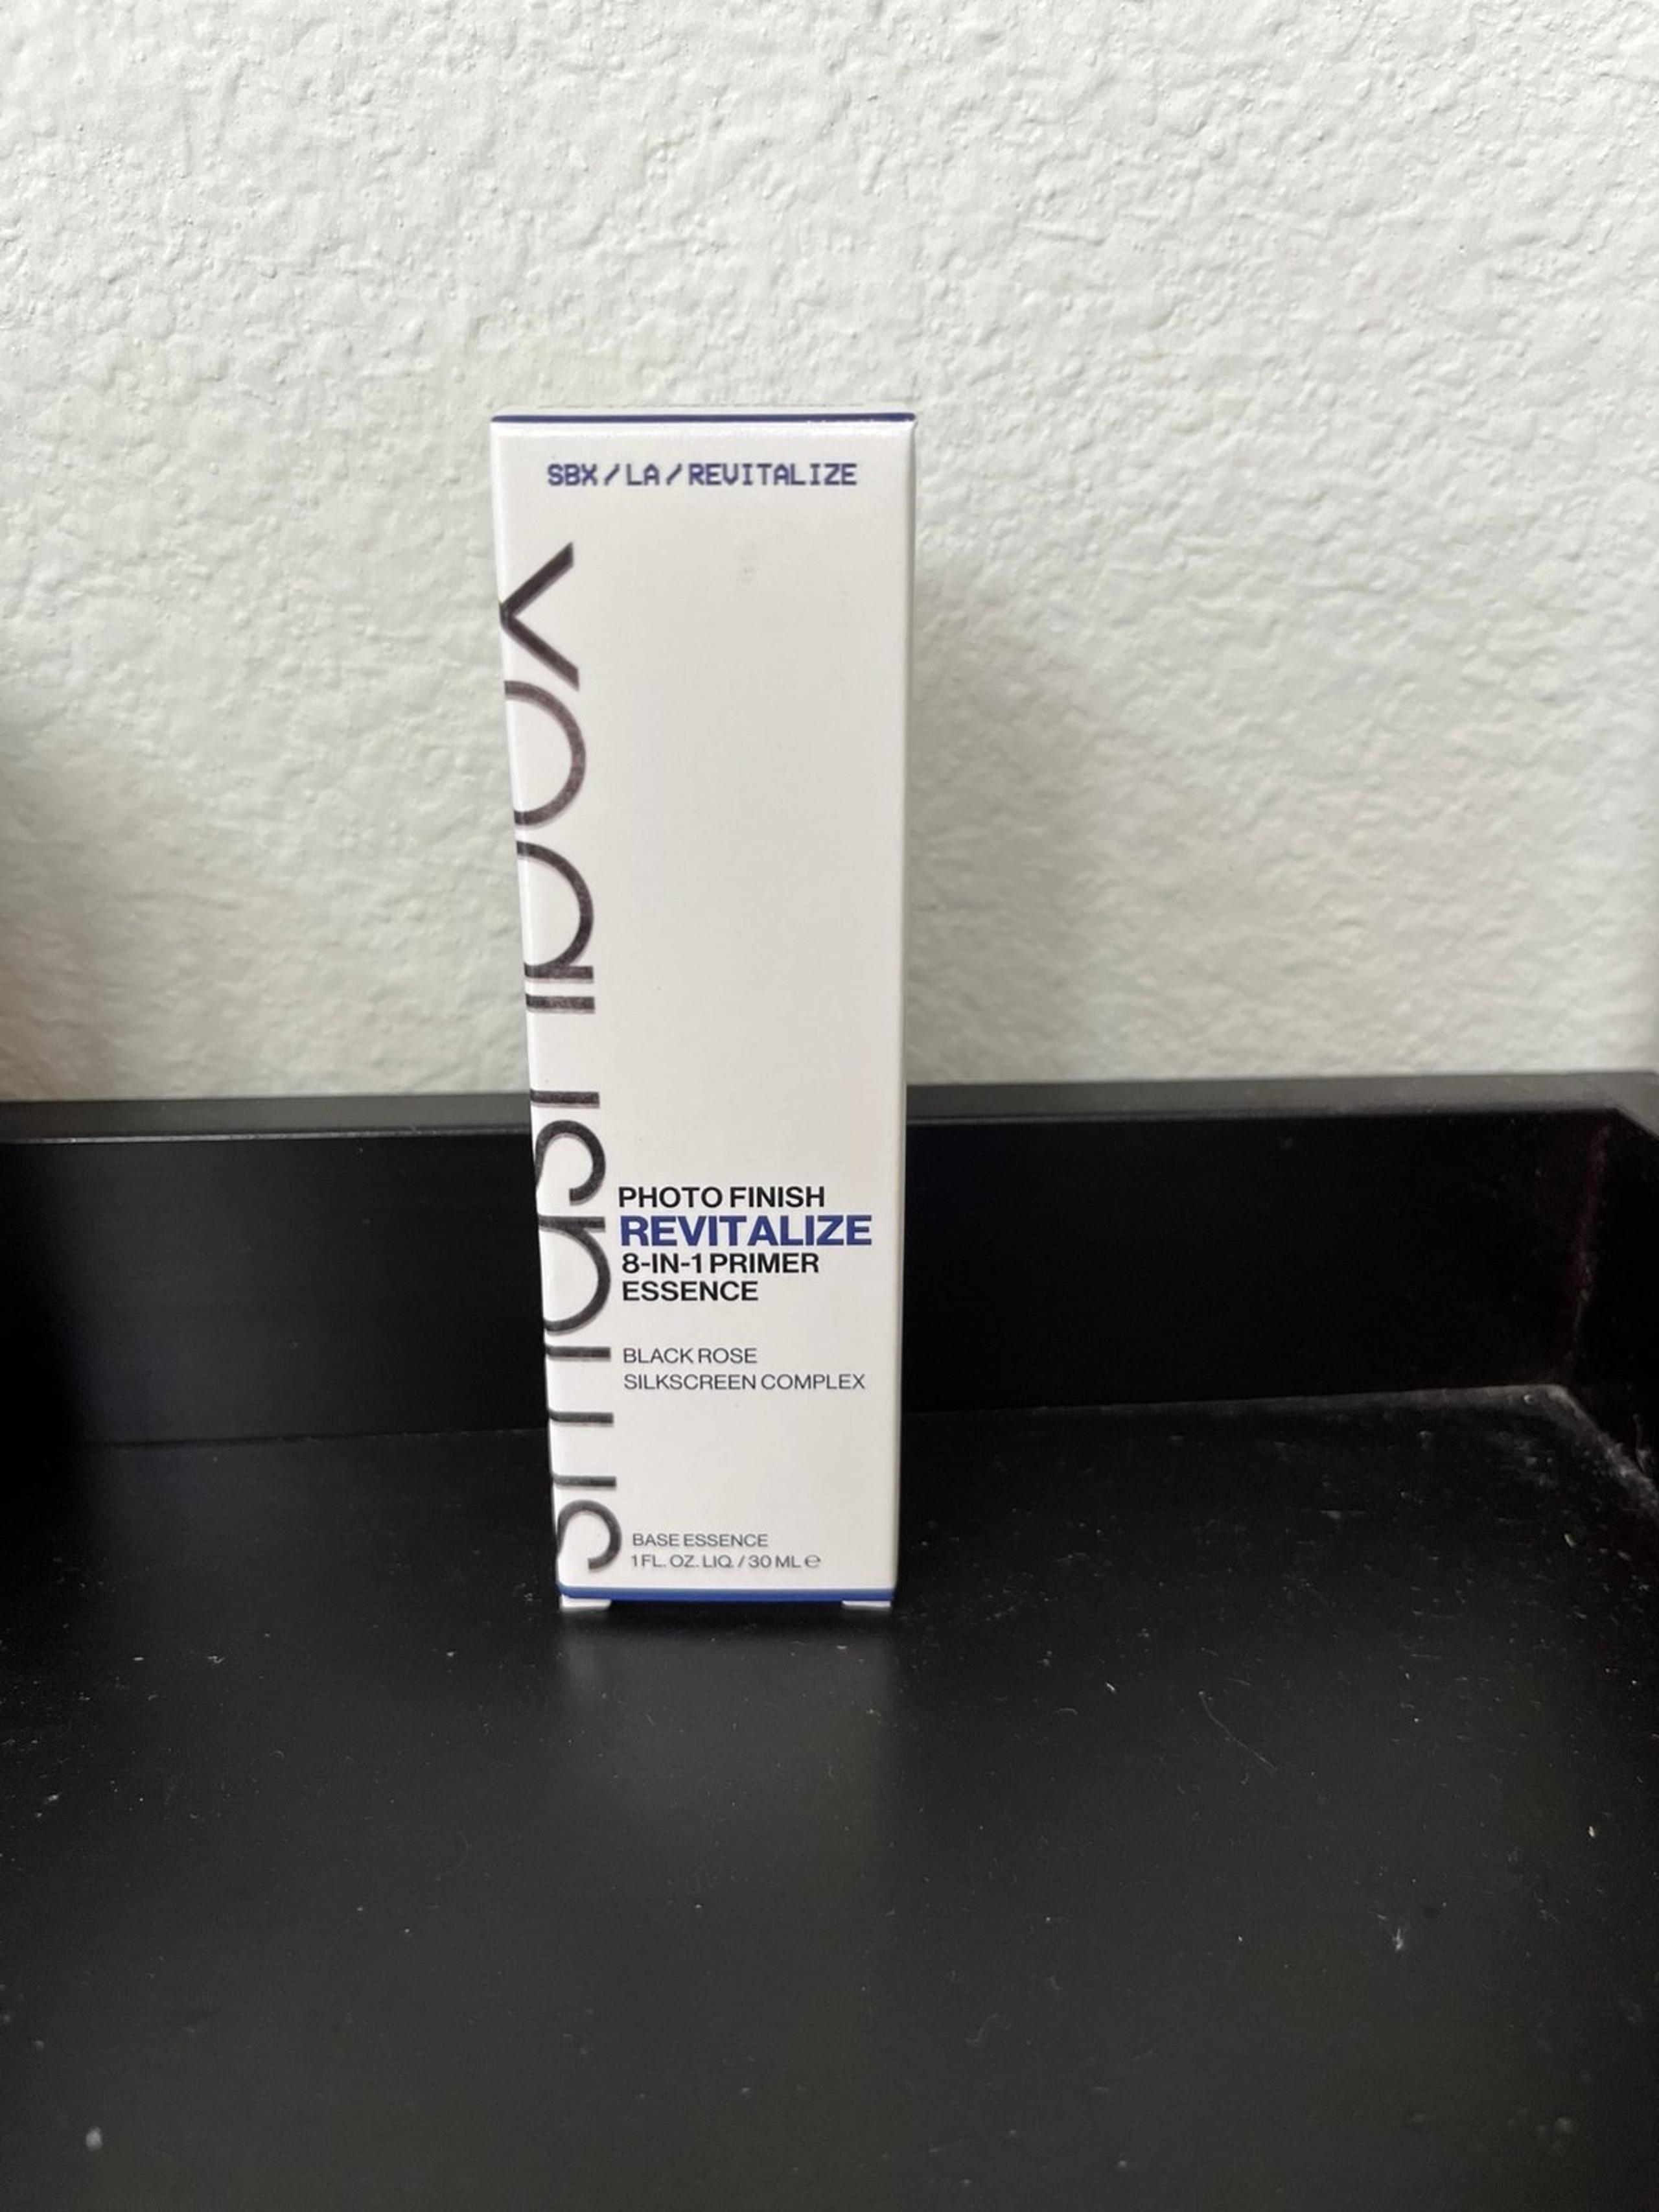 SBX/LA/REVITALIZE
PHOTO FINISH
REVITALIZE
8-IN-1 PRIMER
ESSENCE
BLACK ROSE
SILKSCREEN COMPLEX
BASE ESSENCE
1 FL. OZ. LIQ. / 30 ML ℮